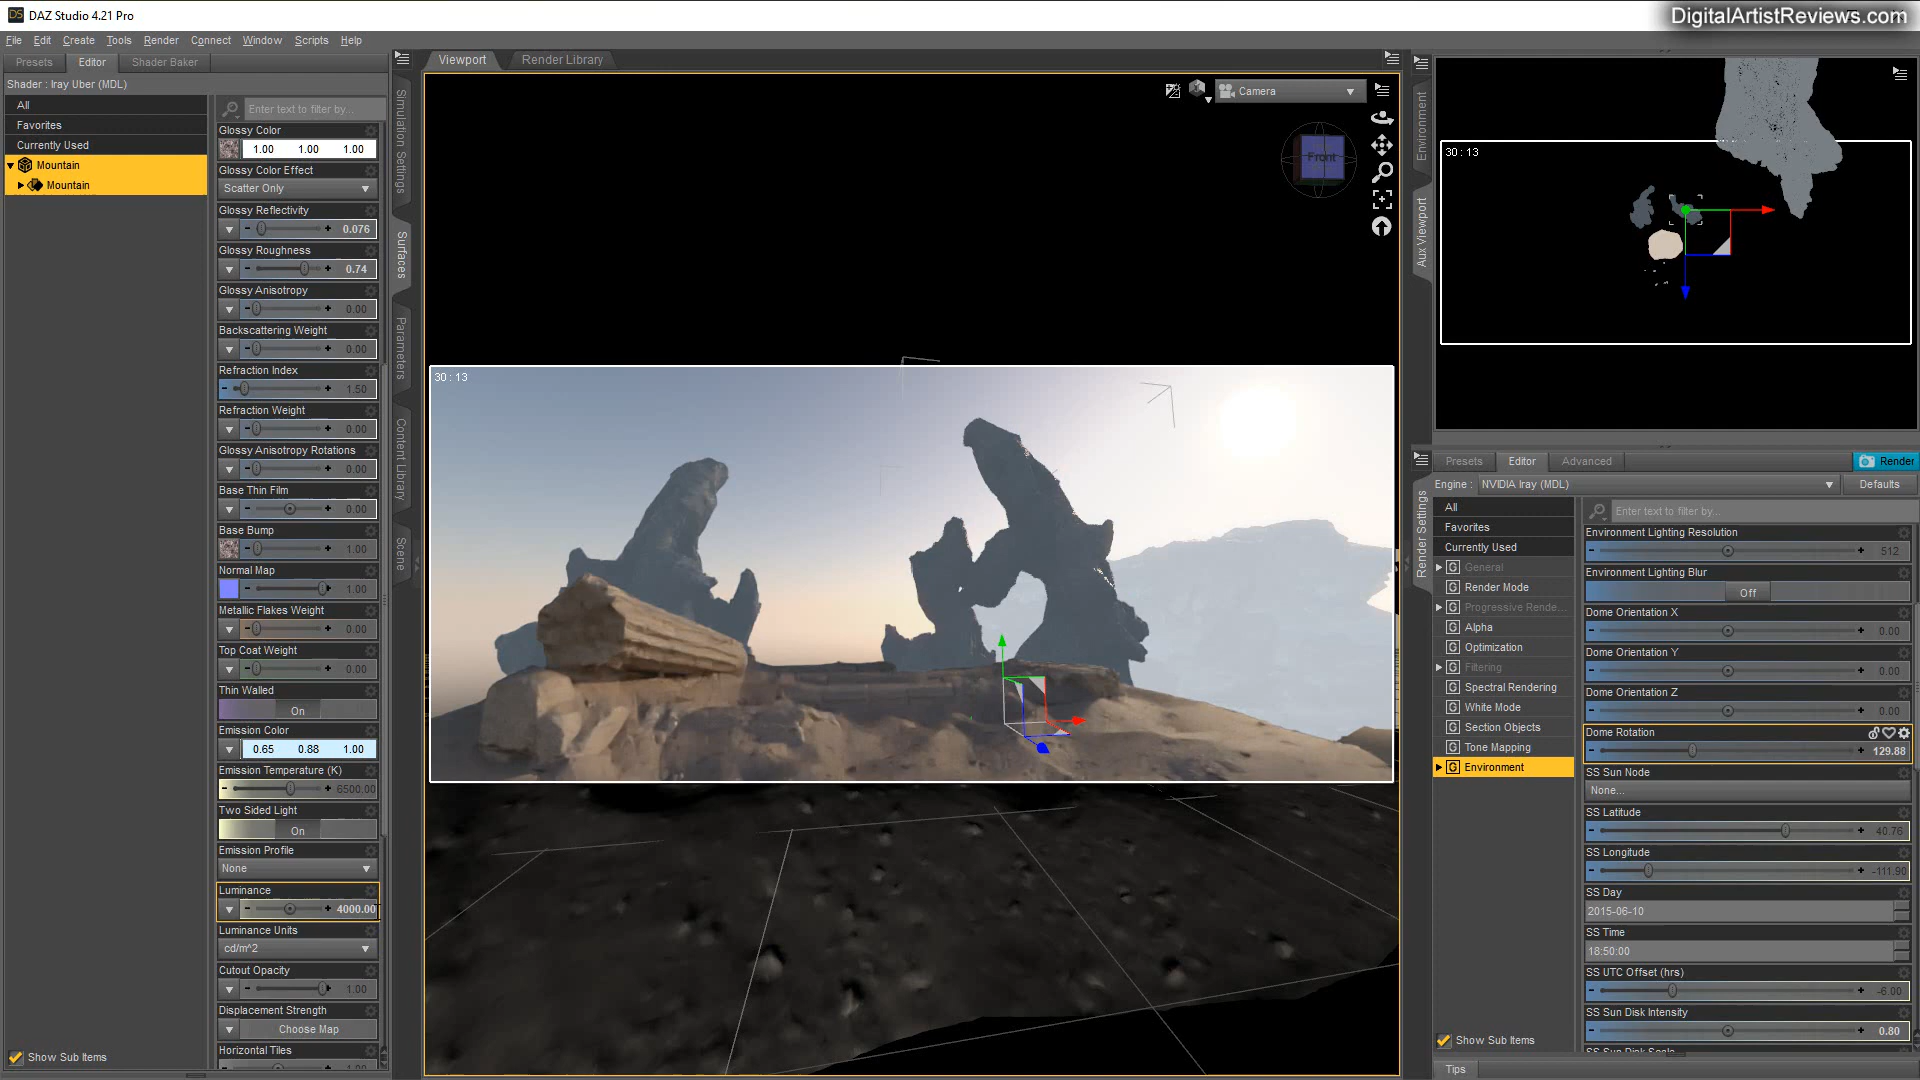 DAZ Studio 4.21 Pro
DigitalArtistReviews.com
File Edit Create Tools Render Connect Window Scripts Help
Presets Editor Shader Baker
Shader : Iray Uber (MDL)
All
Favorites
Currently Used
Mountain
Mountain
Show Sub Items
Enter text to filter by...
Glossy Color
1.00 1.00 1.00
Glossy Color Effect
Scatter Only
Glossy Reflectivity
0.076
Glossy Roughness
0.74
Glossy Anisotropy
0.00
Backscattering Weight
0.00
Refraction Index
1.50
Refraction Weight
0.00
Glossy Anisotropy Rotations
0.00
Base Thin Film
0.00
Base Bump
1.00
Normal Map
1.00
Metallic Flakes Weight
0.00
Top Coat Weight
0.00
Thin Walled
On
Emission Color
0.65 0.88 1.00
Emission Temperature (K)
6500.00
Two Sided Light
On
Emission Profile
None
Luminance
4000.00
Luminance Units
cd/m^2
Cutout Opacity
1.00
Displacement Strength
Choose Map
Horizontal Tiles
1.00
Simulation Settings
Surfaces
Parameters
Content Library
Scene
Viewport Render Library
Camera
Front
30 : 13
Environment
Aux Viewport
30 : 13
Render Settings
Presets Editor Advanced
Render
Engine : NVIDIA Iray (MDL)
Defaults
All
Favorites
Currently Used
General
Render Mode
Progressive Rende...
Alpha
Optimization
Filtering
Spectral Rendering
White Mode
Section Objects
Tone Mapping
Environment
Show Sub Items
Enter text to filter by...
Environment Lighting Resolution
512
Environment Lighting Blur
Off
Dome Orientation X
0.00
Dome Orientation Y
0.00
Dome Orientation Z
0.00
Dome Rotation
129.88
SS Sun Node
None...
SS Latitude
40.76
SS Longitude
-111.90
SS Day
2015-06-10
SS Time
18:50:00
SS UTC Offset (hrs)
-6.00
SS Sun Disk Intensity
0.80
SS Sun Disk Scale
Tips